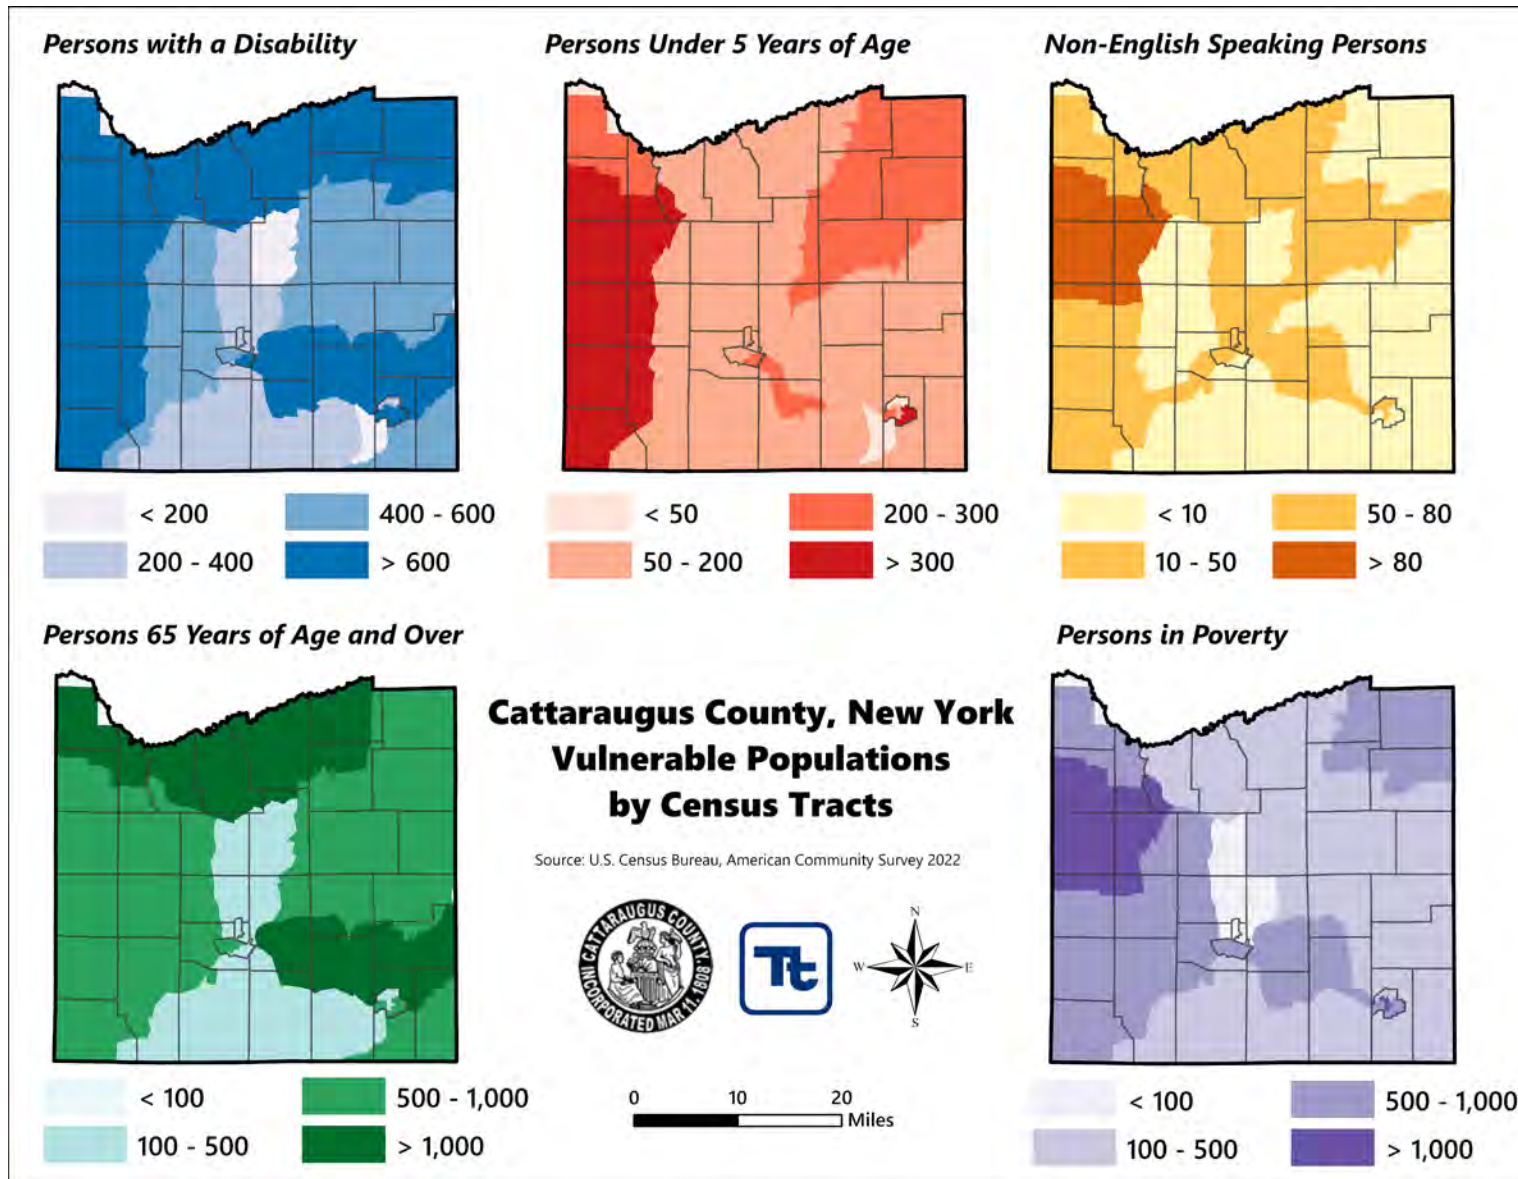 Persons with a Disability
Persons Under 5 Years of Age
Non-English Speaking Persons
< 200
400 - 600
200 - 400
> 600
< 50
200 - 300
50 - 200
> 300
< 10
50 - 80
10 - 50
> 80
Persons 65 Years of Age and Over
Persons in Poverty
Cattaraugus County, New York
Vulnerable Populations
by Census Tracts
Source: U.S. Census Bureau, American Community Survey 2022
CATTARAUGUS COUNTY.
INCORPORATED MAR. 11. 1808
Tt
N
W
E
S
0
10
20
Miles
< 100
500 - 1,000
100 - 500
> 1,000
< 100
500 - 1,000
100 - 500
> 1,000